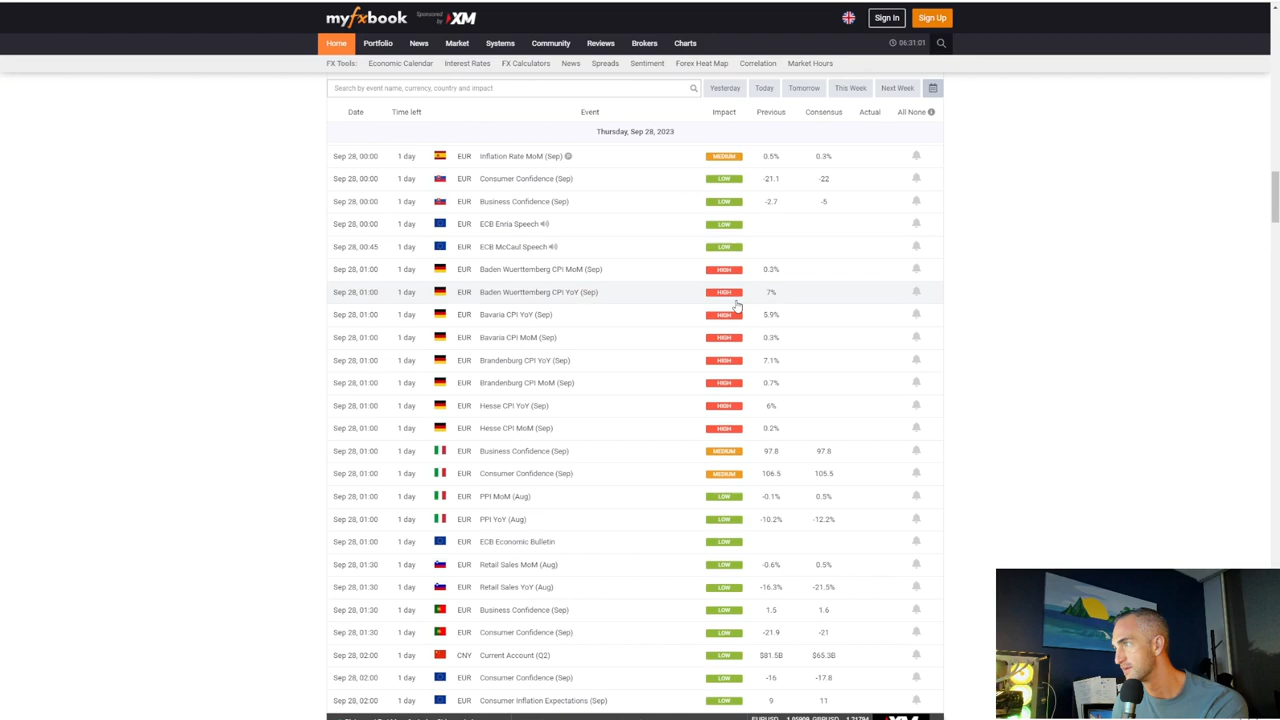 myfxbook Sponsored by XM Sign In Sign Up
Home Portfolio News Market Systems Community Reviews Brokers Charts 06:31:01
FX Tools: Economic Calendar Interest Rates FX Calculators News Spreads Sentiment Forex Heat Map Correlation Market Hours
Search by event name, currency, country and impact Yesterday Today Tomorrow This Week Next Week
Date Time left Event Impact Previous Consensus Actual All None
Thursday, Sep 28, 2023
Sep 28, 00:00 1 day EUR Inflation Rate MoM (Sep) MEDIUM 0.5% 0.3%
Sep 28, 00:00 1 day EUR Consumer Confidence (Sep) LOW -21.1 -22
Sep 28, 00:00 1 day EUR Business Confidence (Sep) LOW -2.7 -5
Sep 28, 00:00 1 day EUR ECB Enria Speech LOW
Sep 28, 00:45 1 day EUR ECB McCaul Speech LOW
Sep 28, 01:00 1 day EUR Baden Wuerttemberg CPI MoM (Sep) HIGH 0.3%
Sep 28, 01:00 1 day EUR Baden Wuerttemberg CPI YoY (Sep) HIGH 7%
Sep 28, 01:00 1 day EUR Bavaria CPI YoY (Sep) HIGH 5.9%
Sep 28, 01:00 1 day EUR Bavaria CPI MoM (Sep) HIGH 0.3%
Sep 28, 01:00 1 day EUR Brandenburg CPI YoY (Sep) HIGH 7.1%
Sep 28, 01:00 1 day EUR Brandenburg CPI MoM (Sep) HIGH 0.7%
Sep 28, 01:00 1 day EUR Hesse CPI YoY (Sep) HIGH 6%
Sep 28, 01:00 1 day EUR Hesse CPI MoM (Sep) HIGH 0.2%
Sep 28, 01:00 1 day EUR Business Confidence (Sep) MEDIUM 97.8 97.8
Sep 28, 01:00 1 day EUR Consumer Confidence (Sep) MEDIUM 106.5 105.5
Sep 28, 01:00 1 day EUR PPI MoM (Aug) LOW -0.1% 0.5%
Sep 28, 01:00 1 day EUR PPI YoY (Aug) LOW -10.2% -12.2%
Sep 28, 01:00 1 day EUR ECB Economic Bulletin LOW
Sep 28, 01:30 1 day EUR Retail Sales MoM (Aug) LOW -0.6% 0.5%
Sep 28, 01:30 1 day EUR Retail Sales YoY (Aug) LOW -16.3% -21.5%
Sep 28, 01:30 1 day EUR Business Confidence (Sep) LOW 1.5 1.6
Sep 28, 01:30 1 day EUR Consumer Confidence (Sep) LOW -21.9 -21
Sep 28, 02:00 1 day CNY Current Account (Q2) LOW $81.5B $65.3B
Sep 28, 02:00 1 day EUR Consumer Confidence (Sep) LOW -16 -17.8
Sep 28, 02:00 1 day EUR Consumer Inflation Expectations (Sep) LOW 9 11